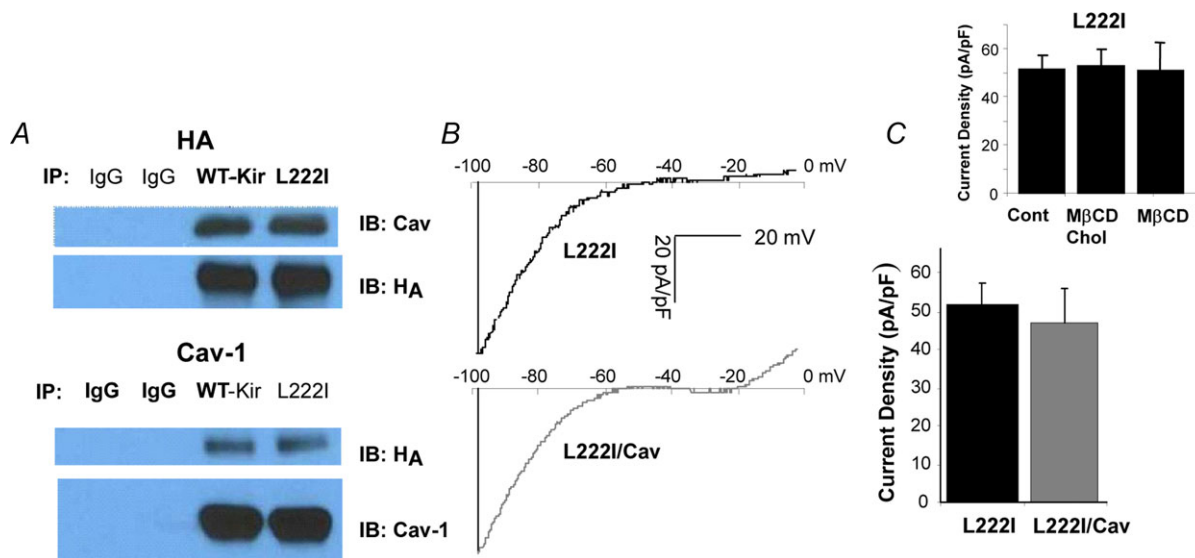 A
HA
IP: IgG IgG WT-Kir L222I
IB: Cav
IB: HA
Cav-1
IP: IgG IgG WT-Kir L222I
IB: HA
IB: Cav-1
B
-100 -80 -60 -40 -20 0 mV
L222I
20 mV
20 pA/pF
-100 -80 -60 -40 -20 0 mV
L222I/Cav
C
L222I
Current Density (pA/pF)
60
40
20
0
Cont MβCD Chol MβCD
Current Density (pA/pF)
60
50
40
30
20
10
0
L222I L222I/Cav